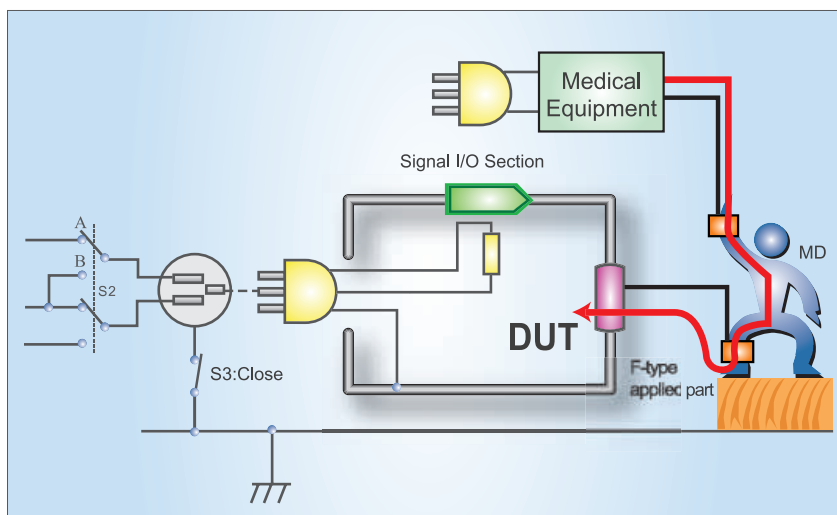 Medical
Equipment
Signal I/O Section
A
B
S2
MD
DUT
S3:Close
F-type
applied part